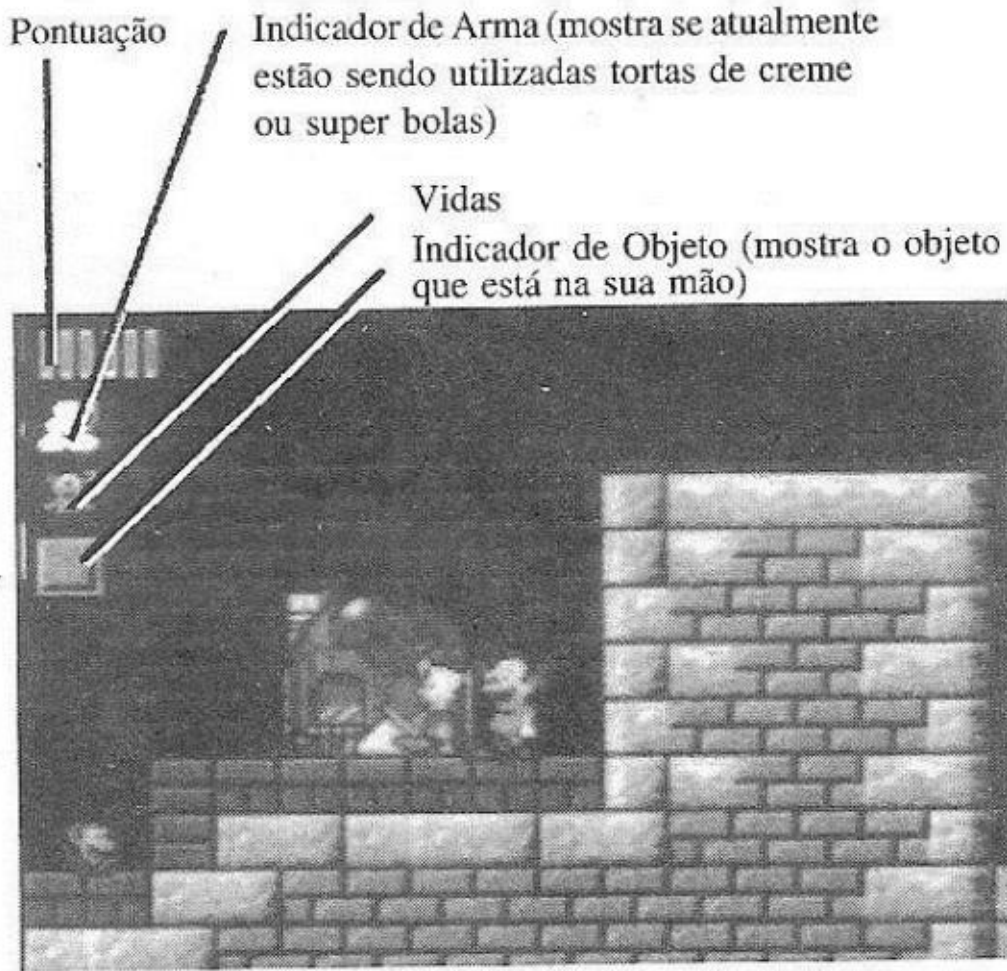 Pontuação
Indicador de Arma (mostra se atualmente
estão sendo utilizadas tortas de creme
ou super bolas)
Vidas
Indicador de Objeto (mostra o objeto
que está na sua mão)